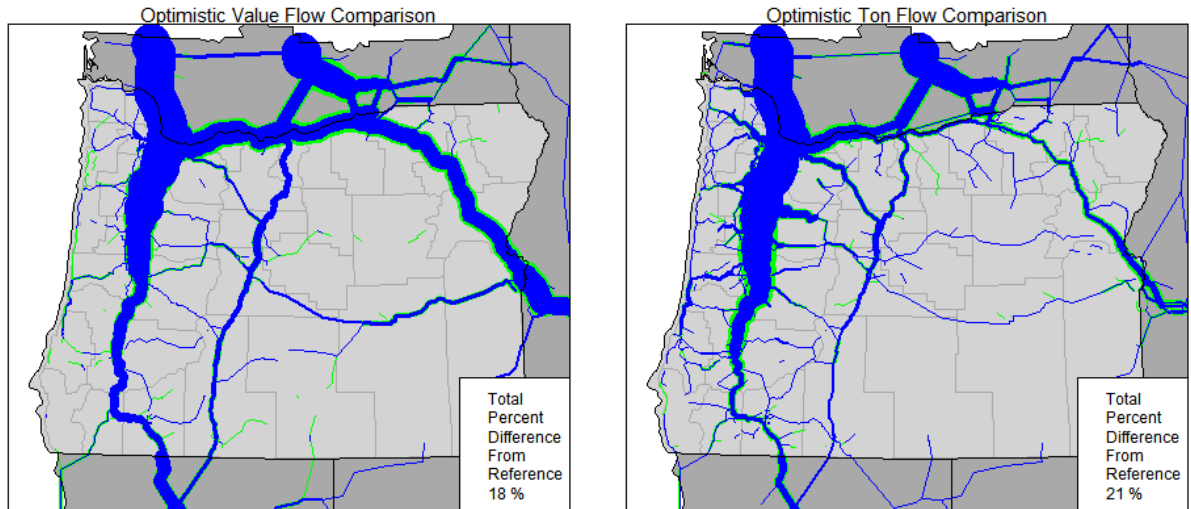 Optimistic Value Flow Comparison
Total
Percent
Difference
From
Reference
18 %
Optimistic Ton Flow Comparison
Total
Percent
Difference
From
Reference
21 %